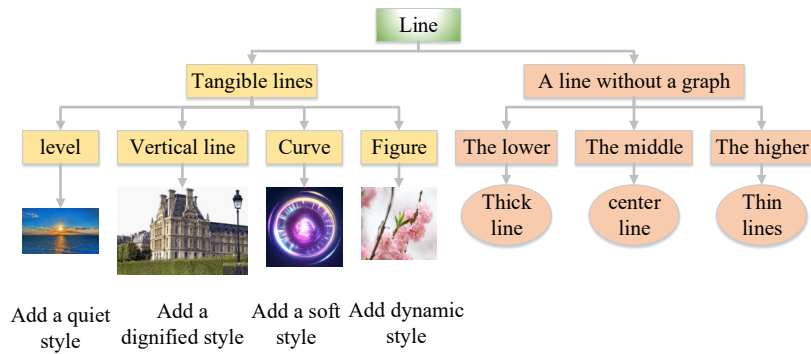 Line
Tangible lines
A line without a graph
level
Vertical line
Curve
Figure
The lower
The middle
The higher
Thick
line
center
line
Thin
lines
Add a quiet
style
Add a
dignified style
Add a soft
style
Add dynamic
style